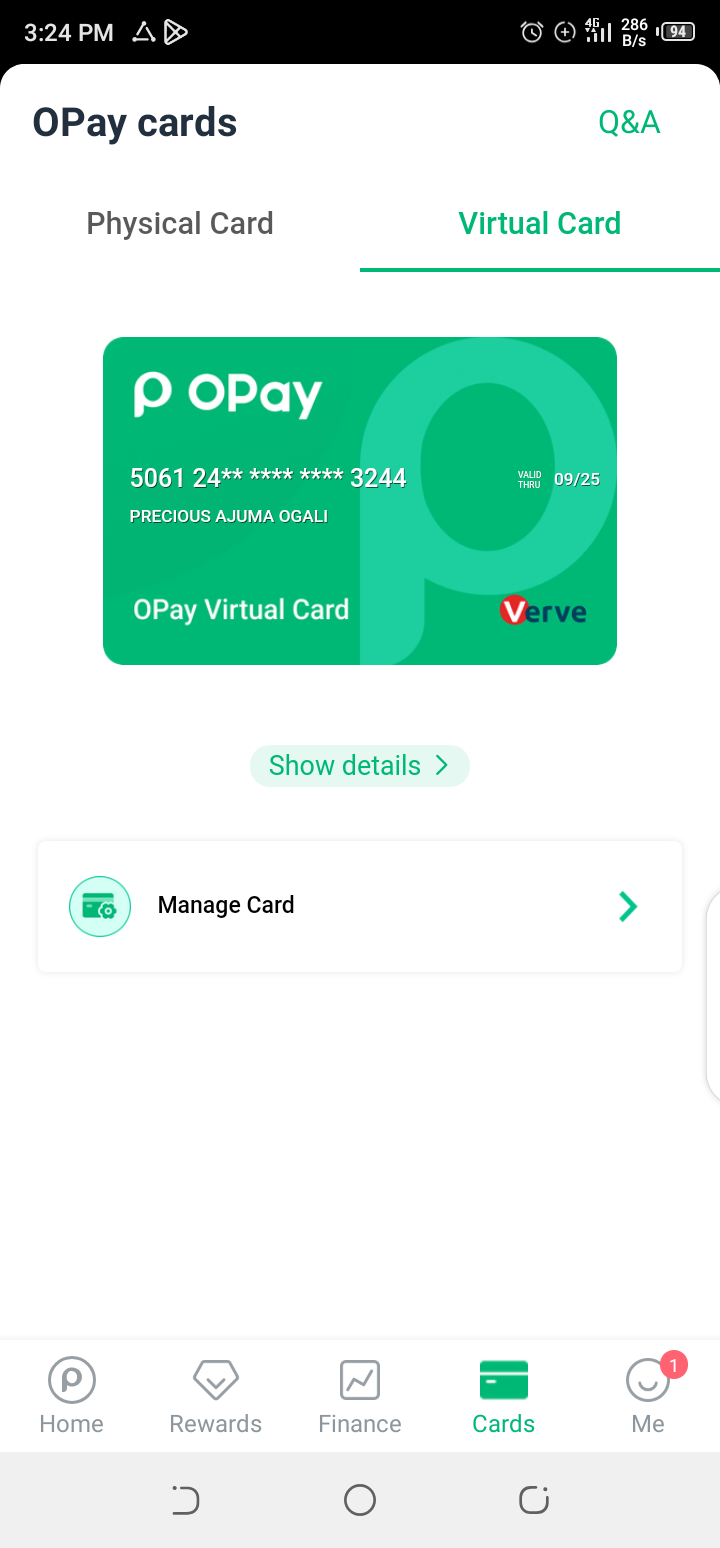 3:24 PM
4G
286
B/s
94
OPay cards
Q&A
Physical Card
Virtual Card
OPay
5061 24** **** **** 3244
VALID
THRU
09/25
PRECIOUS AJUMA OGALI
OPay Virtual Card
Verve
Show details
Manage Card
1
Home
Rewards
Finance
Cards
Me